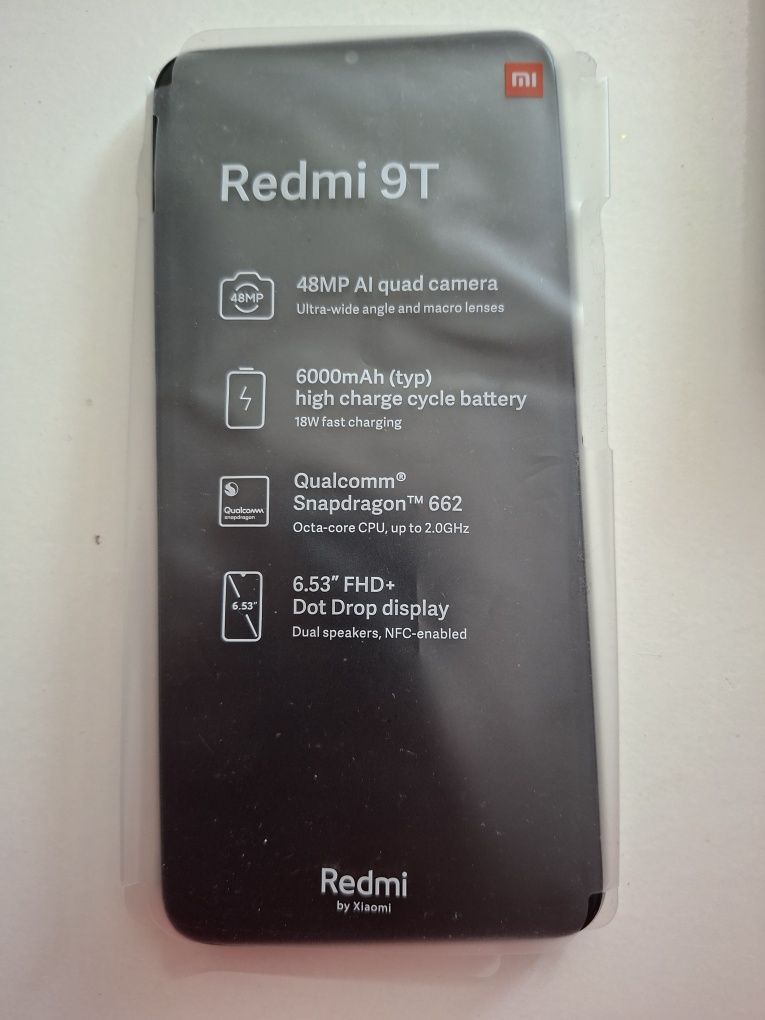 mi
Redmi 9T
48MP
48MP AI quad camera
Ultra-wide angle and macro lenses
6000mAh (typ)
high charge cycle battery
18W fast charging
Qualcomm
snapdragon
Qualcomm®
Snapdragon™ 662
Octa-core CPU, up to 2.0GHz
6.53”
6.53” FHD+
Dot Drop display
Dual speakers, NFC-enabled
Redmi
by Xiaomi